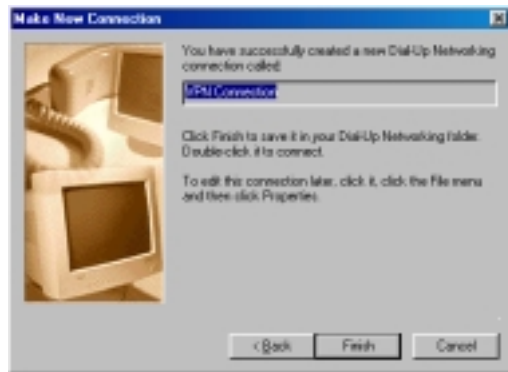 Make New Connection
You have successfully created a new Dial-Up Networking
connection called:
VPN Connection
Click Finish to save it in your Dial-Up Networking folder.
Double-click it to connect.
To edit this connection later, click it, click the File menu
and then click Properties.
< Back
Finish
Cancel